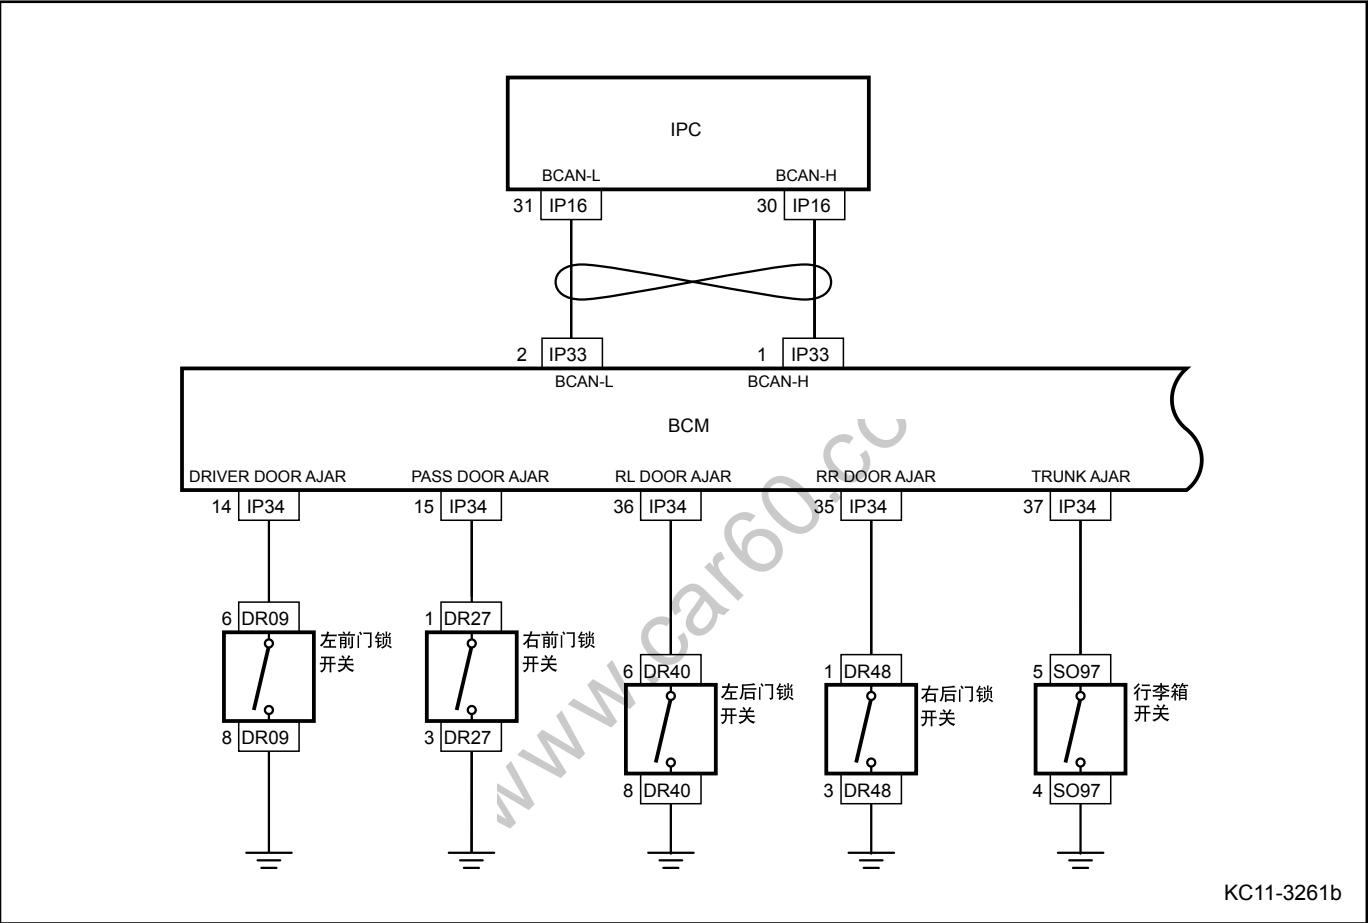 IPC
BCAN-L BCAN-H
31 IP16 30 IP16
2 IP33 1 IP33
BCAN-L BCAN-H
BCM
DRIVER DOOR AJAR PASS DOOR AJAR RL DOOR AJAR RR DOOR AJAR TRUNK AJAR
14 IP34 15 IP34 36 IP34 35 IP34 37 IP34
6 DR09 1 DR27
左前门锁 右前门锁
开关 开关
6 DR40 1 DR48 5 SO97
左后门锁 右后门锁 行李箱
开关 开关 开关
8 DR09 3 DR27
8 DR40 3 DR48 4 SO97
www.car60.co
KC11-3261b